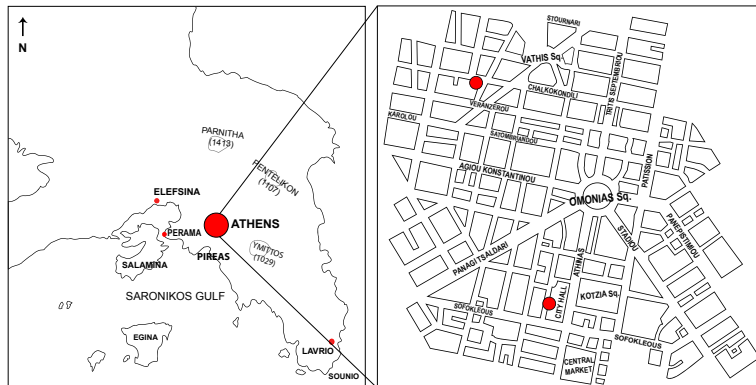 N
PARNITHA
(1413)
PENTELIKON
(1107)
ELEFSINA
ATHENS
PERAMA
YMITTOS
(1029)
PIREAS
SALAMINA
SARONIKOS GULF
EGINA
LAVRIO
SOUNIO
STOURNARI
VATHIS Sq.
TRITIS SEPTEMBRIOU
CHALKOKONDILI
VERANZEROU
KAROLOU
SATOMBRIANDOU
AGIOU KONSTANTINOU
PATISSION
OMONIAS Sq.
PANEPISTIMIOU
STADIOU
PANAGI TSALDARI
ATHINAS
CITY HALL
KOTZIA Sq.
SOFOKLEOUS
SOFOKLEOUS
CENTRAL
MARKET